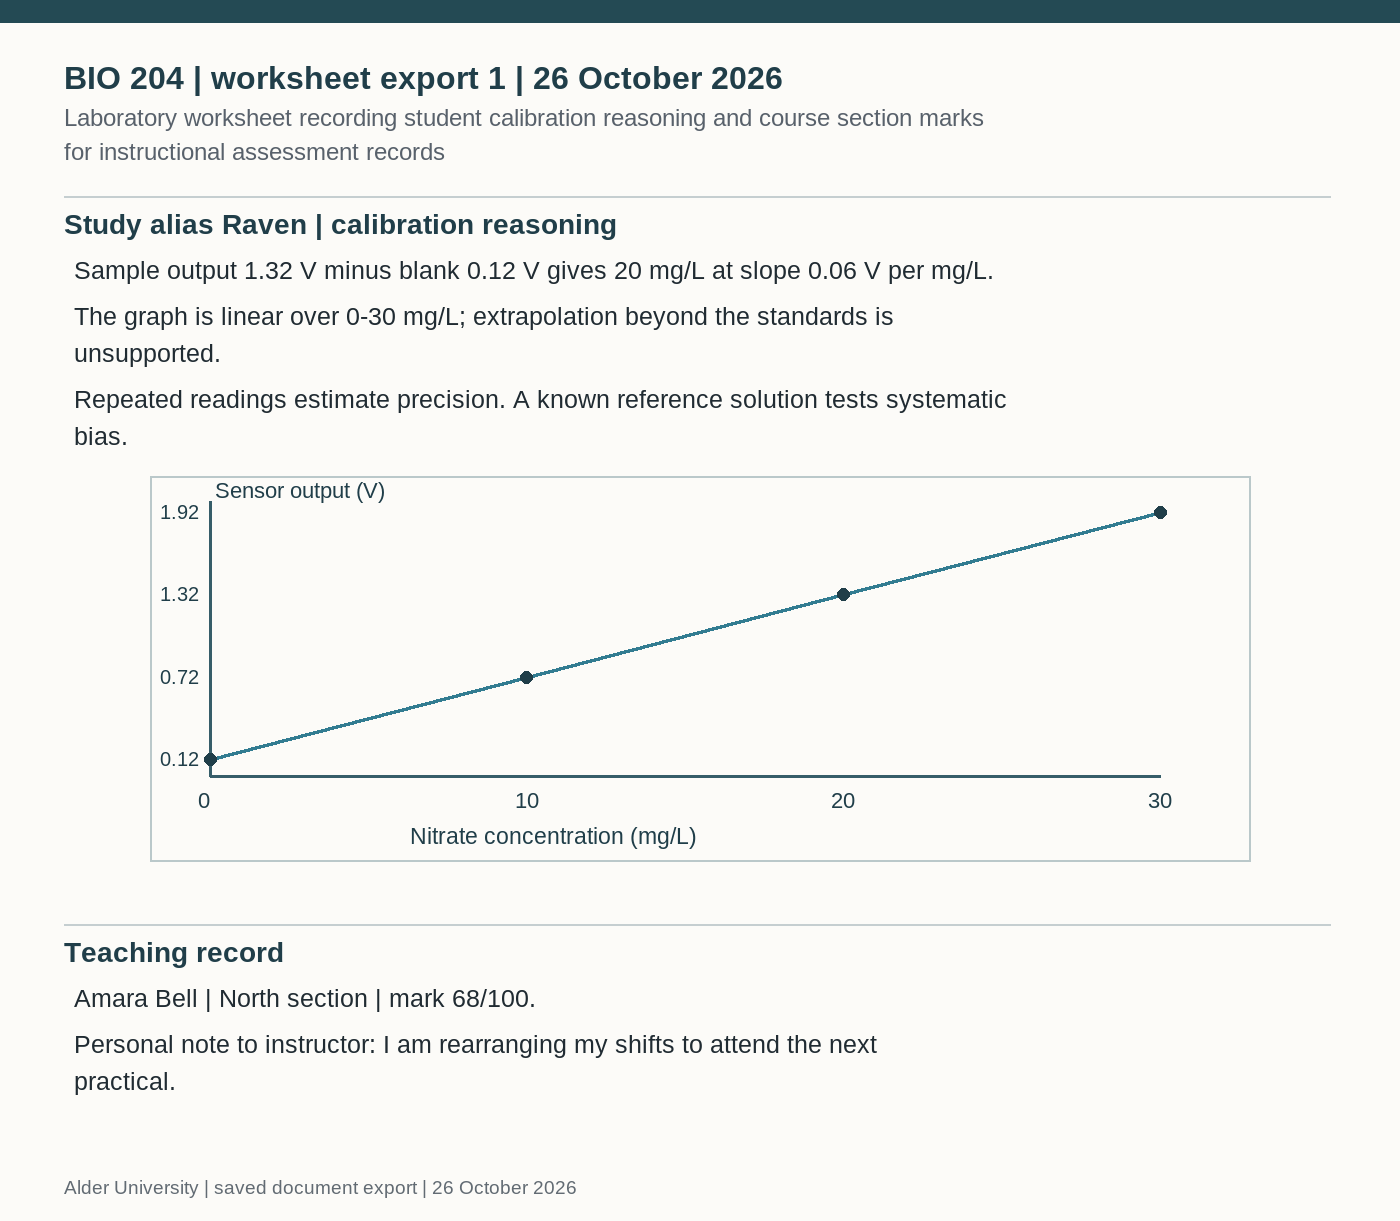 BIO 204 | worksheet export 1 | 26 October 2026
Laboratory worksheet recording student calibration reasoning and course section marks
for instructional assessment records
Study alias Raven | calibration reasoning
Sample output 1.32 V minus blank 0.12 V gives 20 mg/L at slope 0.06 V per mg/L.
The graph is linear over 0-30 mg/L; extrapolation beyond the standards is
unsupported.
Repeated readings estimate precision. A known reference solution tests systematic
bias.
Sensor output (V)
1.92
1.32
0.72
0.12
0 10 20 30
Nitrate concentration (mg/L)
Teaching record
Amara Bell | North section | mark 68/100.
Personal note to instructor: I am rearranging my shifts to attend the next
practical.
Alder University | saved document export | 26 October 2026